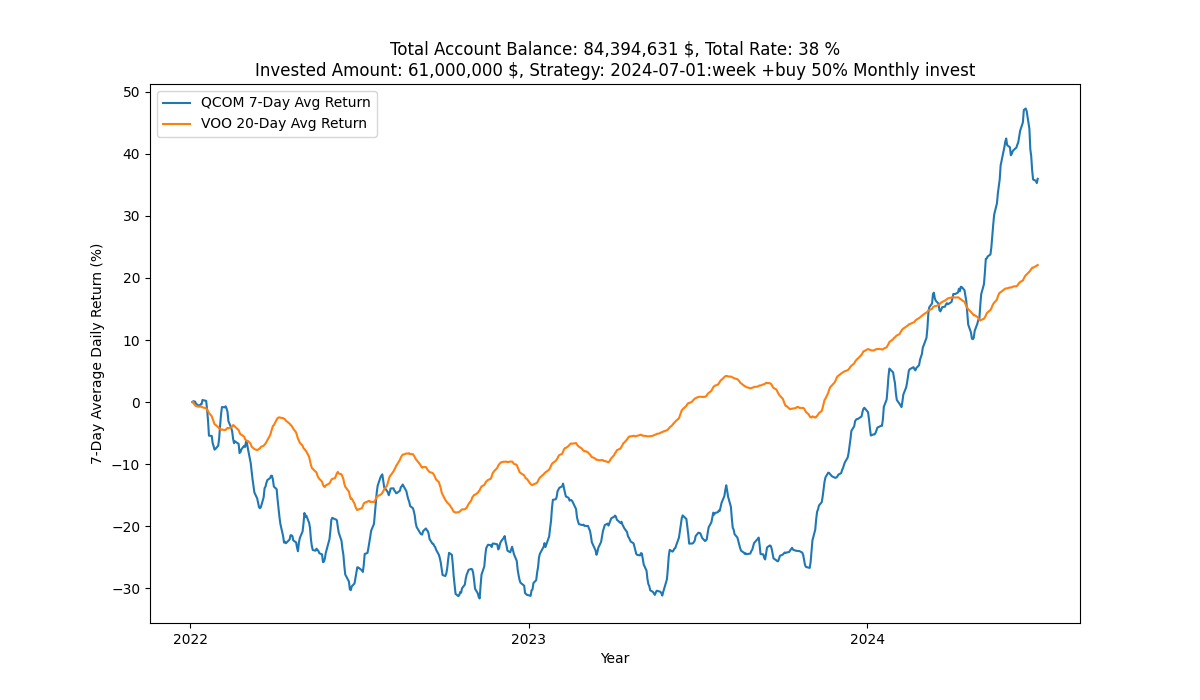 Total Account Balance: 84,394,631 $, Total Rate: 38 %
Invested Amount: 61,000,000 $, Strategy: 2024-07-01:week +buy 50% Monthly invest
QCOM 7-Day Avg Return
VOO 20-Day Avg Return
7-Day Average Daily Return (%)
50
40
30
20
10
0
−10
−20
−30
2022
2023
2024
Year